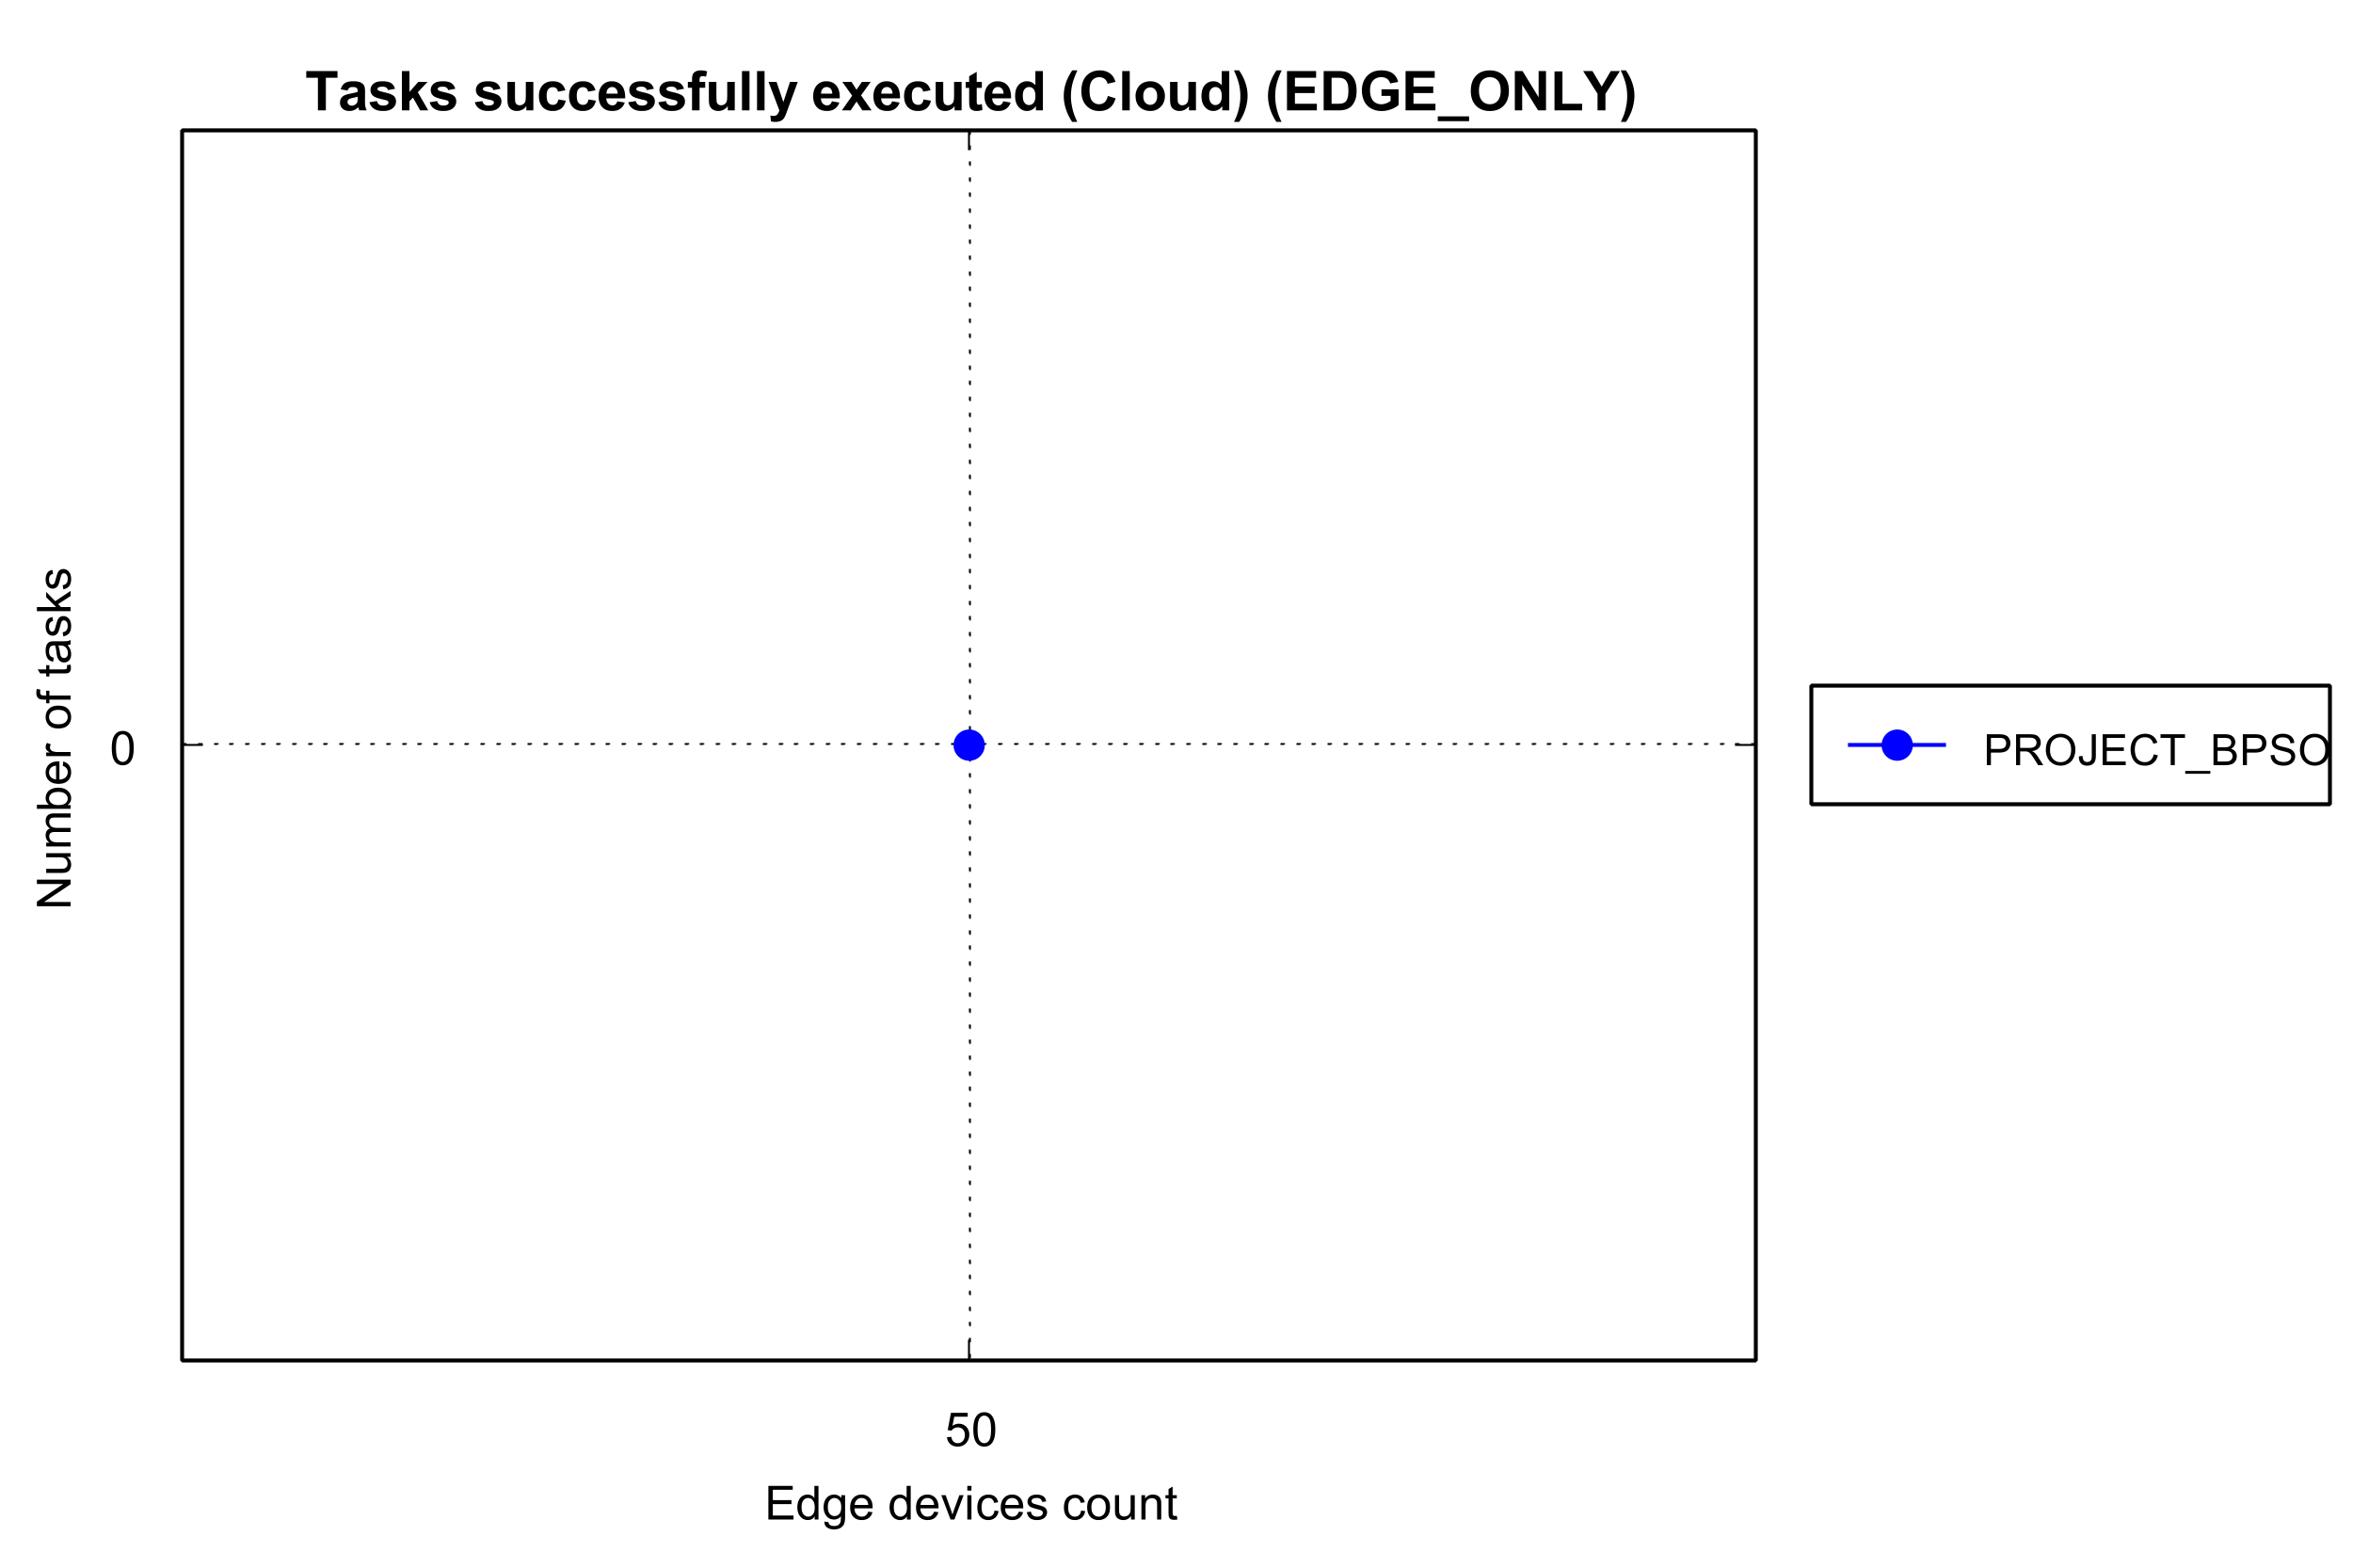 Tasks successfully executed (Cloud) (EDGE_ONLY)
Number of tasks
0
PROJECT_BPSO
50
Edge devices count